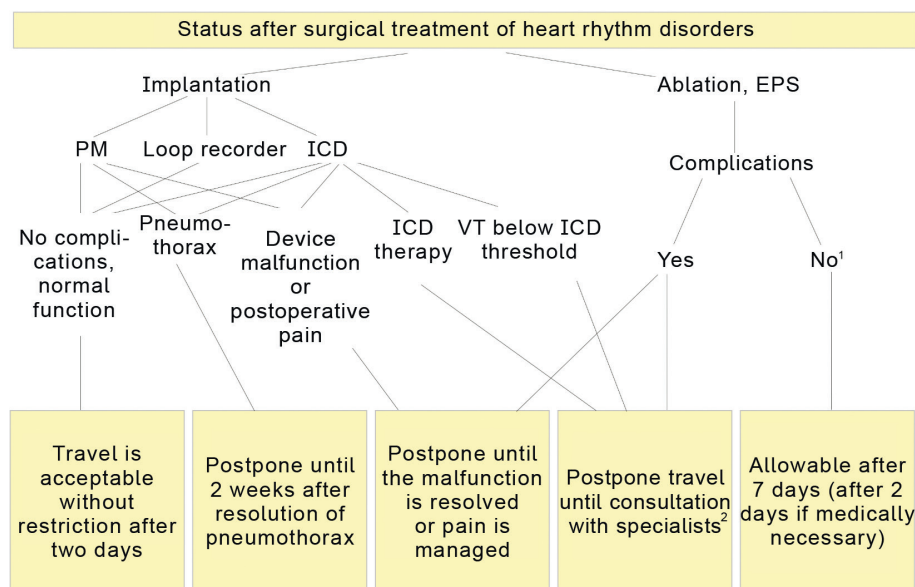 Status after surgical treatment of heart rhythm disorders
Implantation
Ablation, EPS
PM
Loop recorder
ICD
Complications
No compli-
cations,
normal
function
Pneumo-
thorax
Device
malfunction
or
postoperative
pain
ICD
therapy
VT below ICD
threshold
Yes
No¹
Travel is
acceptable
without
restriction after
two days
Postpone until
2 weeks after
resolution of
pneumothorax
Postpone until
the malfunction
is resolved
or pain is
managed
Postpone travel
until consultation
with specialists²
Allowable after
7 days (after 2
days if medically
necessary)